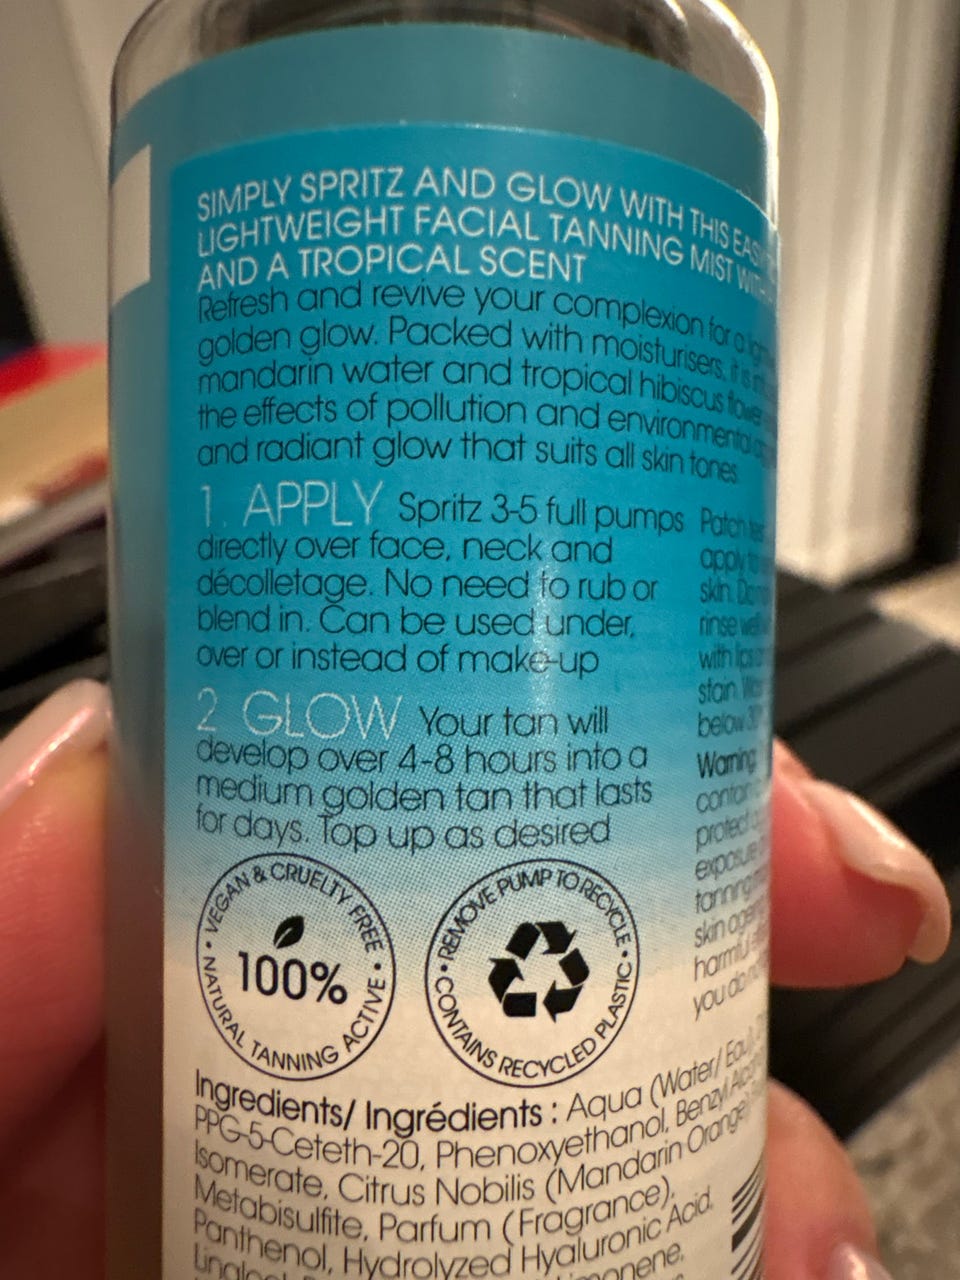 SIMPLY SPRITZ AND GLOW WITH THIS
LIGHTWEIGHT FACIAL TANNING MIST
AND A TROPICAL SCENT
Refresh and revive your complexion for a
golden glow. Packed with moisturisers, it is
mandarin water and tropical hibiscus flower
the effects of pollution and environmental
and radiant glow that suits all skin tones.
1. APPLY Spritz 3-5 full pumps
directly over face, neck and
décolletage. No need to rub or
blend in. Can be used under,
over or instead of make-up
2 GLOW Your tan will
develop over 4-8 hours into a
medium golden tan that lasts
for days. Top up as desired
Patch
apply
skin.
rinse well
with lips
stain.
below
Warning
protect
exposure
tanning
skin ageing
you do
• VEGAN & CRUELTY FREE •
100%
NATURAL TANNING ACTIVE
• REMOVE PUMP TO RECYCLE •
CONTAINS RECYCLED PLASTIC
Ingredients/ Ingrédients : Aqua (Water/ Eau),
PPG-5-Ceteth-20, Phenoxyethanol, Benzyl
Isomerate, Citrus Nobilis (Mandarin Orange)
Metabisulfite, Parfum (Fragrance),
Panthenol, Hydrolyzed Hyaluronic Acid.